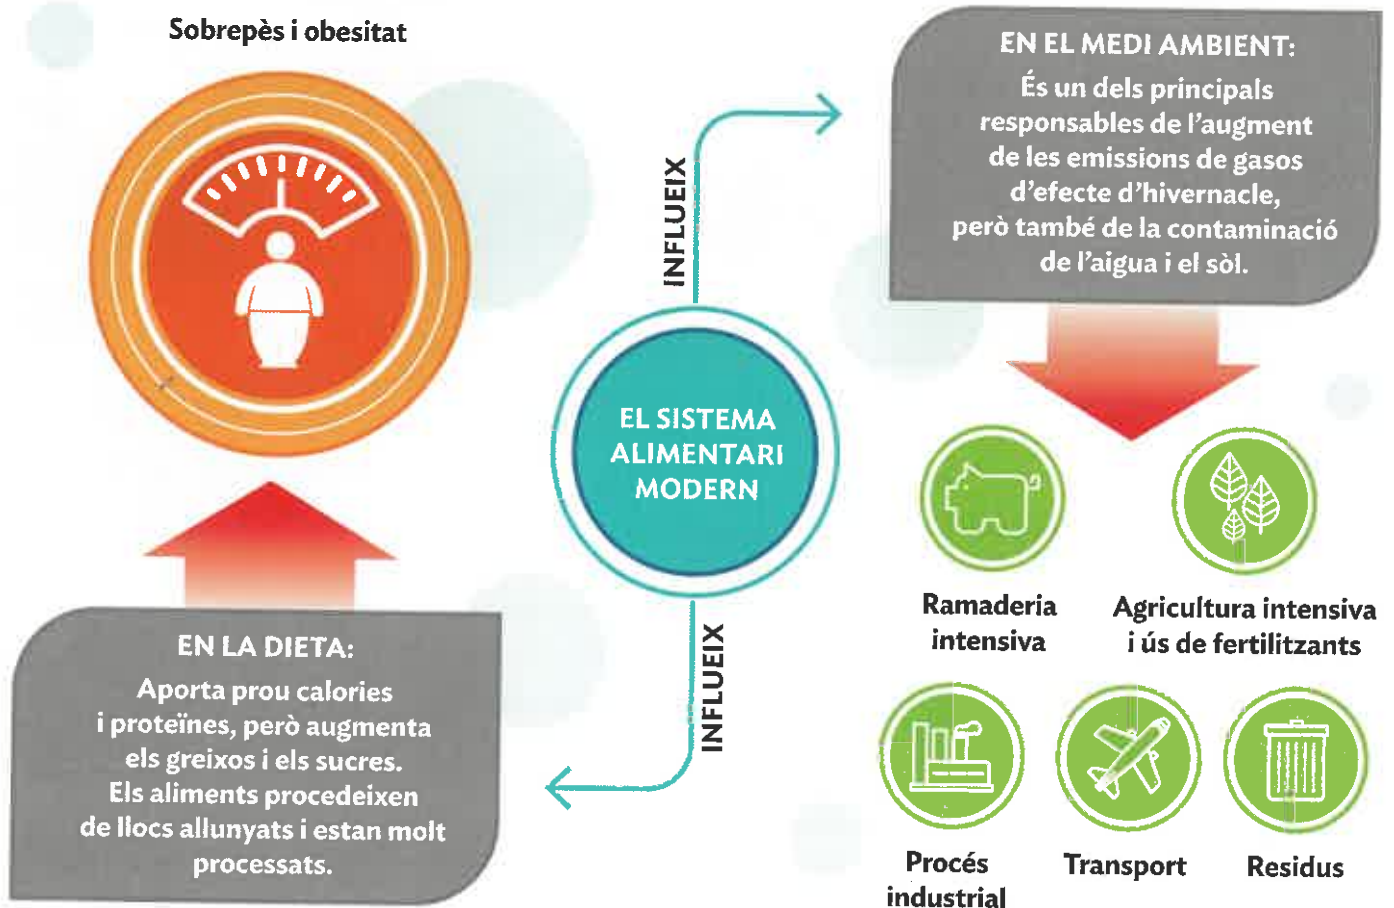 Sobrepès i obesitat
EN EL MEDI AMBIENT:
És un dels principals
responsables de l'augment
de les emissions de gasos
d'efecte d'hivernacle,
però també de la contaminació
de l'aigua i el sòl.
INFLUEIX
EL SISTEMA
ALIMENTARI
MODERN
INFLUEIX
EN LA DIETA:
Aporta prou calories
i proteïnes, però augmenta
els greixos i els sucres.
Els aliments procedeixen
de llocs allunyats i estan molt
processats.
Ramaderia
intensiva
Agricultura intensiva
i ús de fertilitzants
Procés
industrial
Transport
Residus